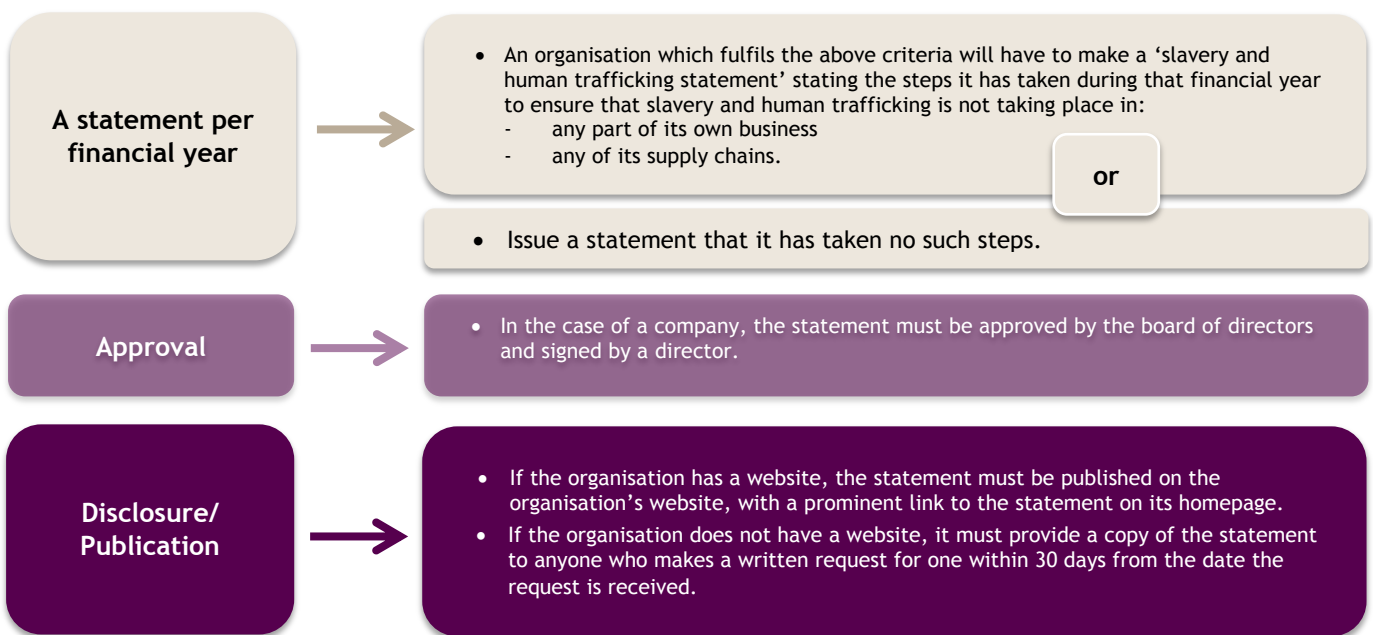 A statement per
financial year
• An organisation which fulfils the above criteria will have to make a ‘slavery and
human trafficking statement’ stating the steps it has taken during that financial year
to ensure that slavery and human trafficking is not taking place in:
- any part of its own business
- any of its supply chains.
or
• Issue a statement that it has taken no such steps.
Approval
• In the case of a company, the statement must be approved by the board of directors
and signed by a director.
Disclosure/
Publication
• If the organisation has a website, the statement must be published on the
organisation’s website, with a prominent link to the statement on its homepage.
• If the organisation does not have a website, it must provide a copy of the statement
to anyone who makes a written request for one within 30 days from the date the
request is received.